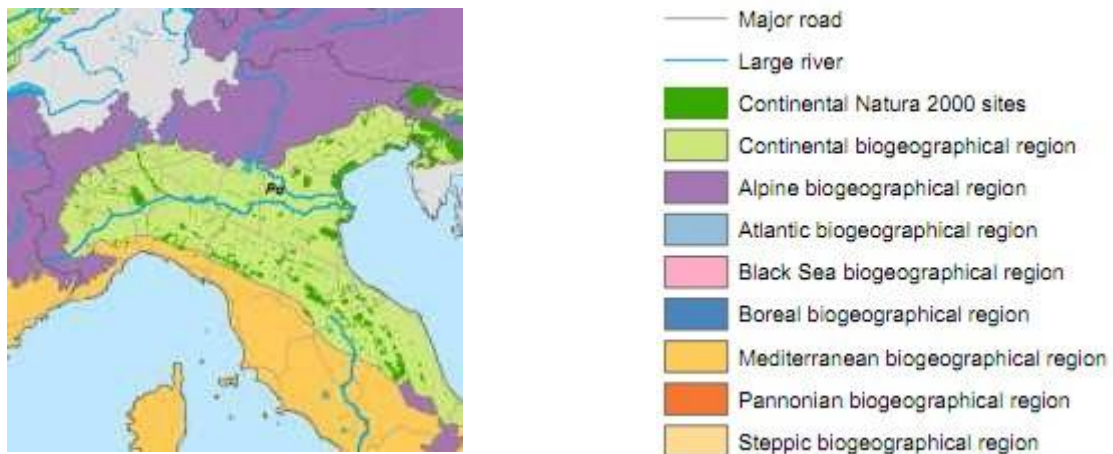 Po
Major road
Large river
Continental Natura 2000 sites
Continental biogeographical region
Alpine biogeographical region
Atlantic biogeographical region
Black Sea biogeographical region
Boreal biogeographical region
Mediterranean biogeographical region
Pannonian biogeographical region
Steppic biogeographical region